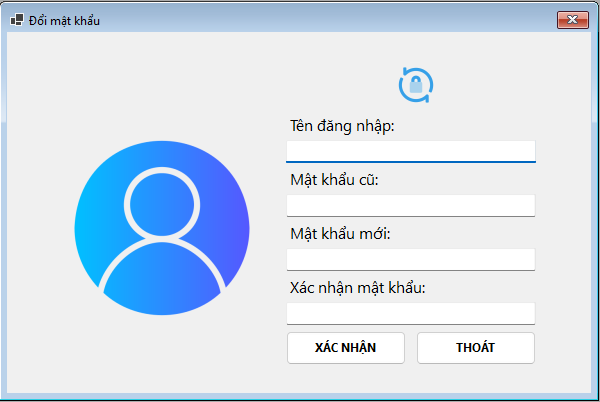 Đổi mật khẩu
Tên đăng nhập:
Mật khẩu cũ:
Mật khẩu mới:
Xác nhận mật khẩu:
XÁC NHẬN
THOÁT